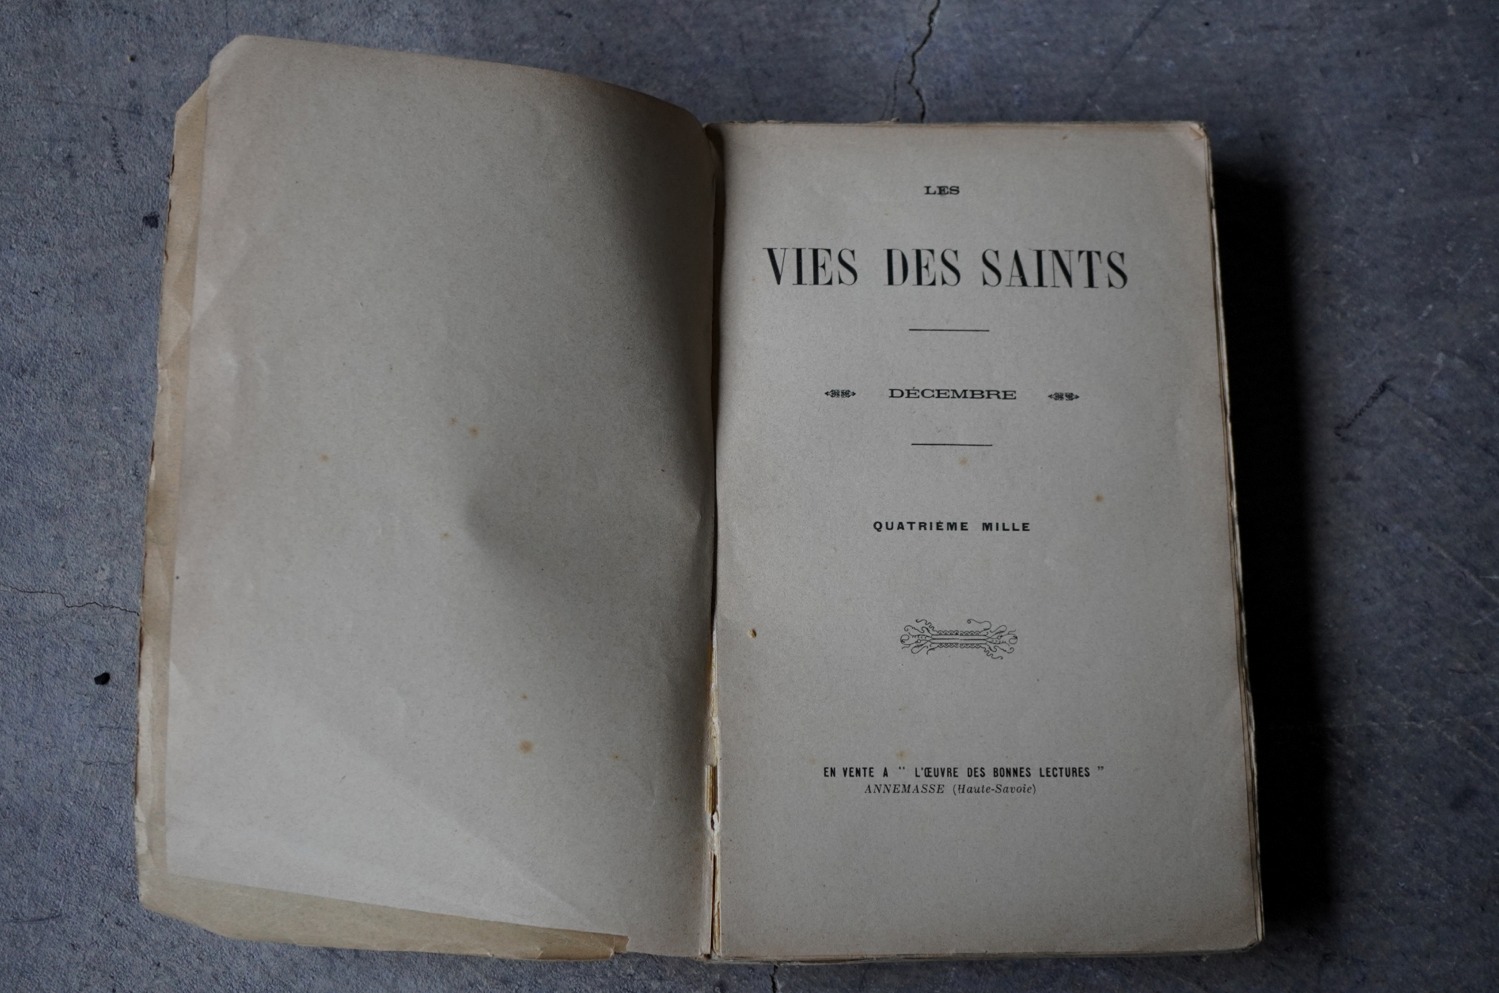 LES
VIES DES SAINTS
DÉCEMBRE
QUATRIÈME MILLE
EN VENTE A " L'ŒUVRE DES BONNES LECTURES "
ANNEMASSE (Haute-Savoie)